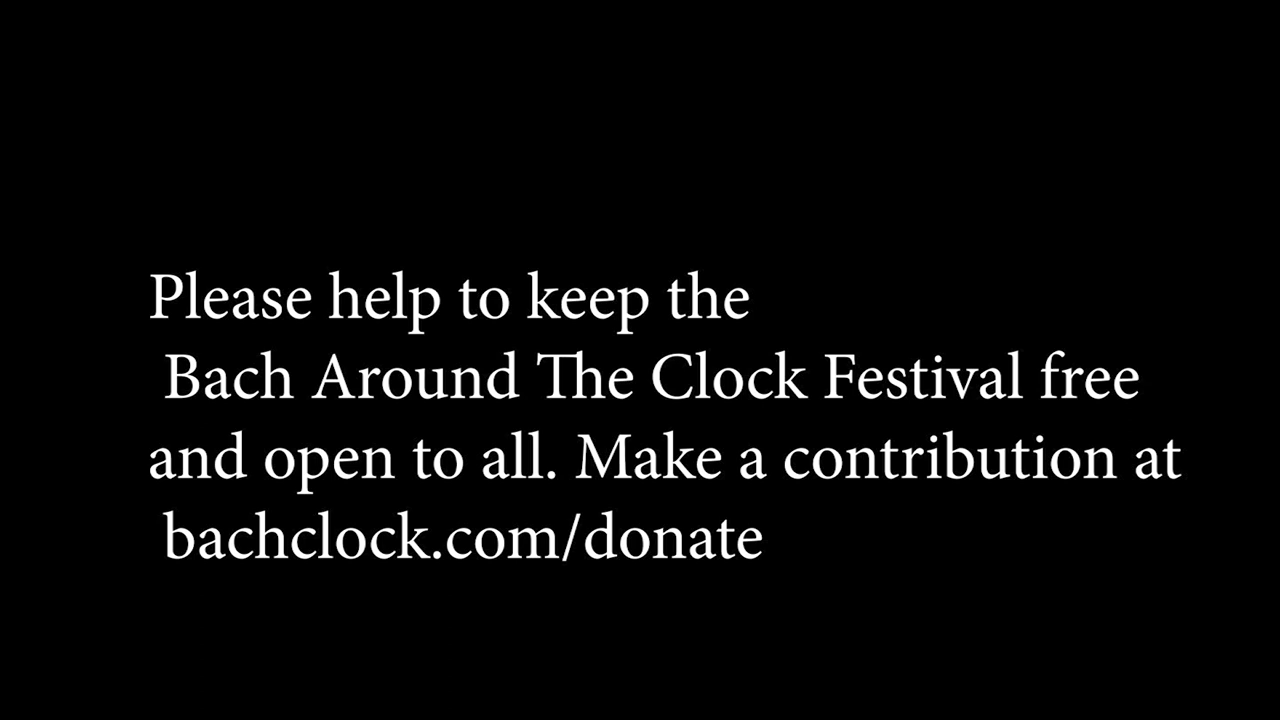 Please help to keep the
Bach Around The Clock Festival free
and open to all. Make a contribution at
bachclock.com/donate